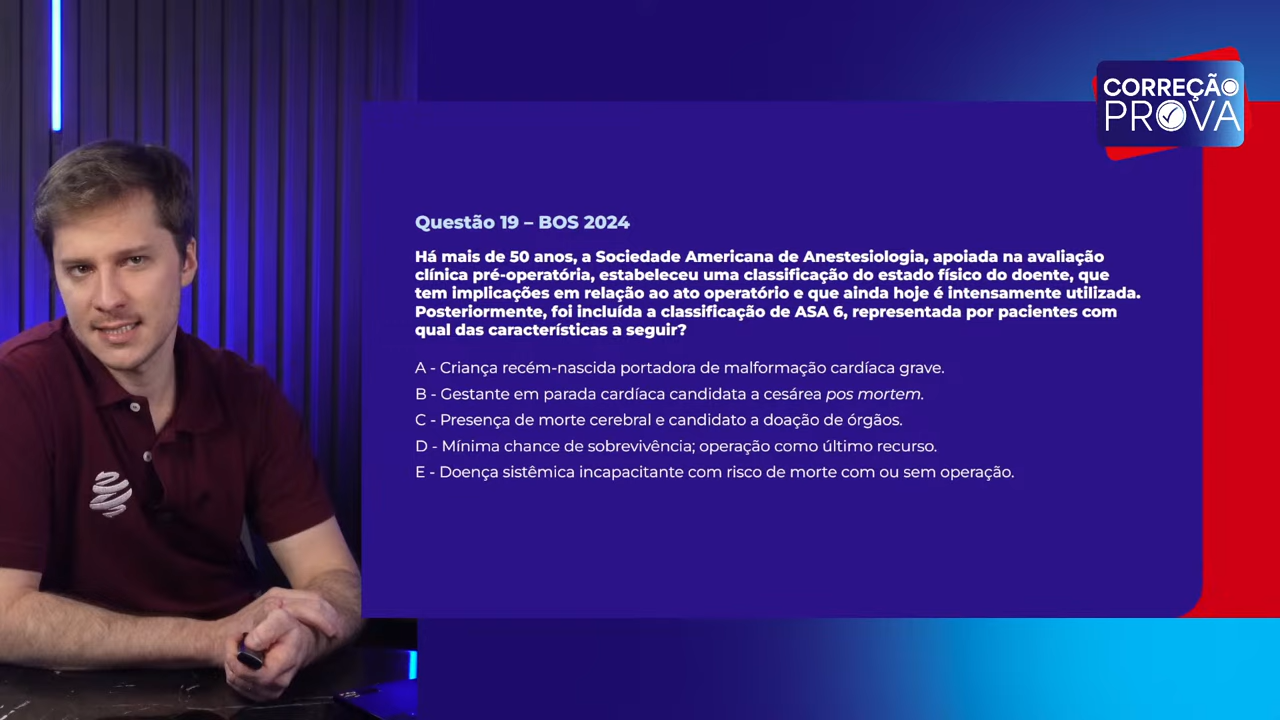 CORREÇÃO
PROVA
Questão 19 – BOS 2024
Há mais de 50 anos, a Sociedade Americana de Anestesiologia, apoiada na avaliação
clínica pré-operatória, estabeleceu uma classificação do estado físico do doente, que
tem implicações em relação ao ato operatório e que ainda hoje é intensamente utilizada.
Posteriormente, foi incluída a classificação de ASA 6, representada por pacientes com
qual das características a seguir?
A - Criança recém-nascida portadora de malformação cardíaca grave.
B - Gestante em parada cardíaca candidata a cesárea pos mortem.
C - Presença de morte cerebral e candidato a doação de órgãos.
D - Mínima chance de sobrevivência; operação como último recurso.
E - Doença sistêmica incapacitante com risco de morte com ou sem operação.